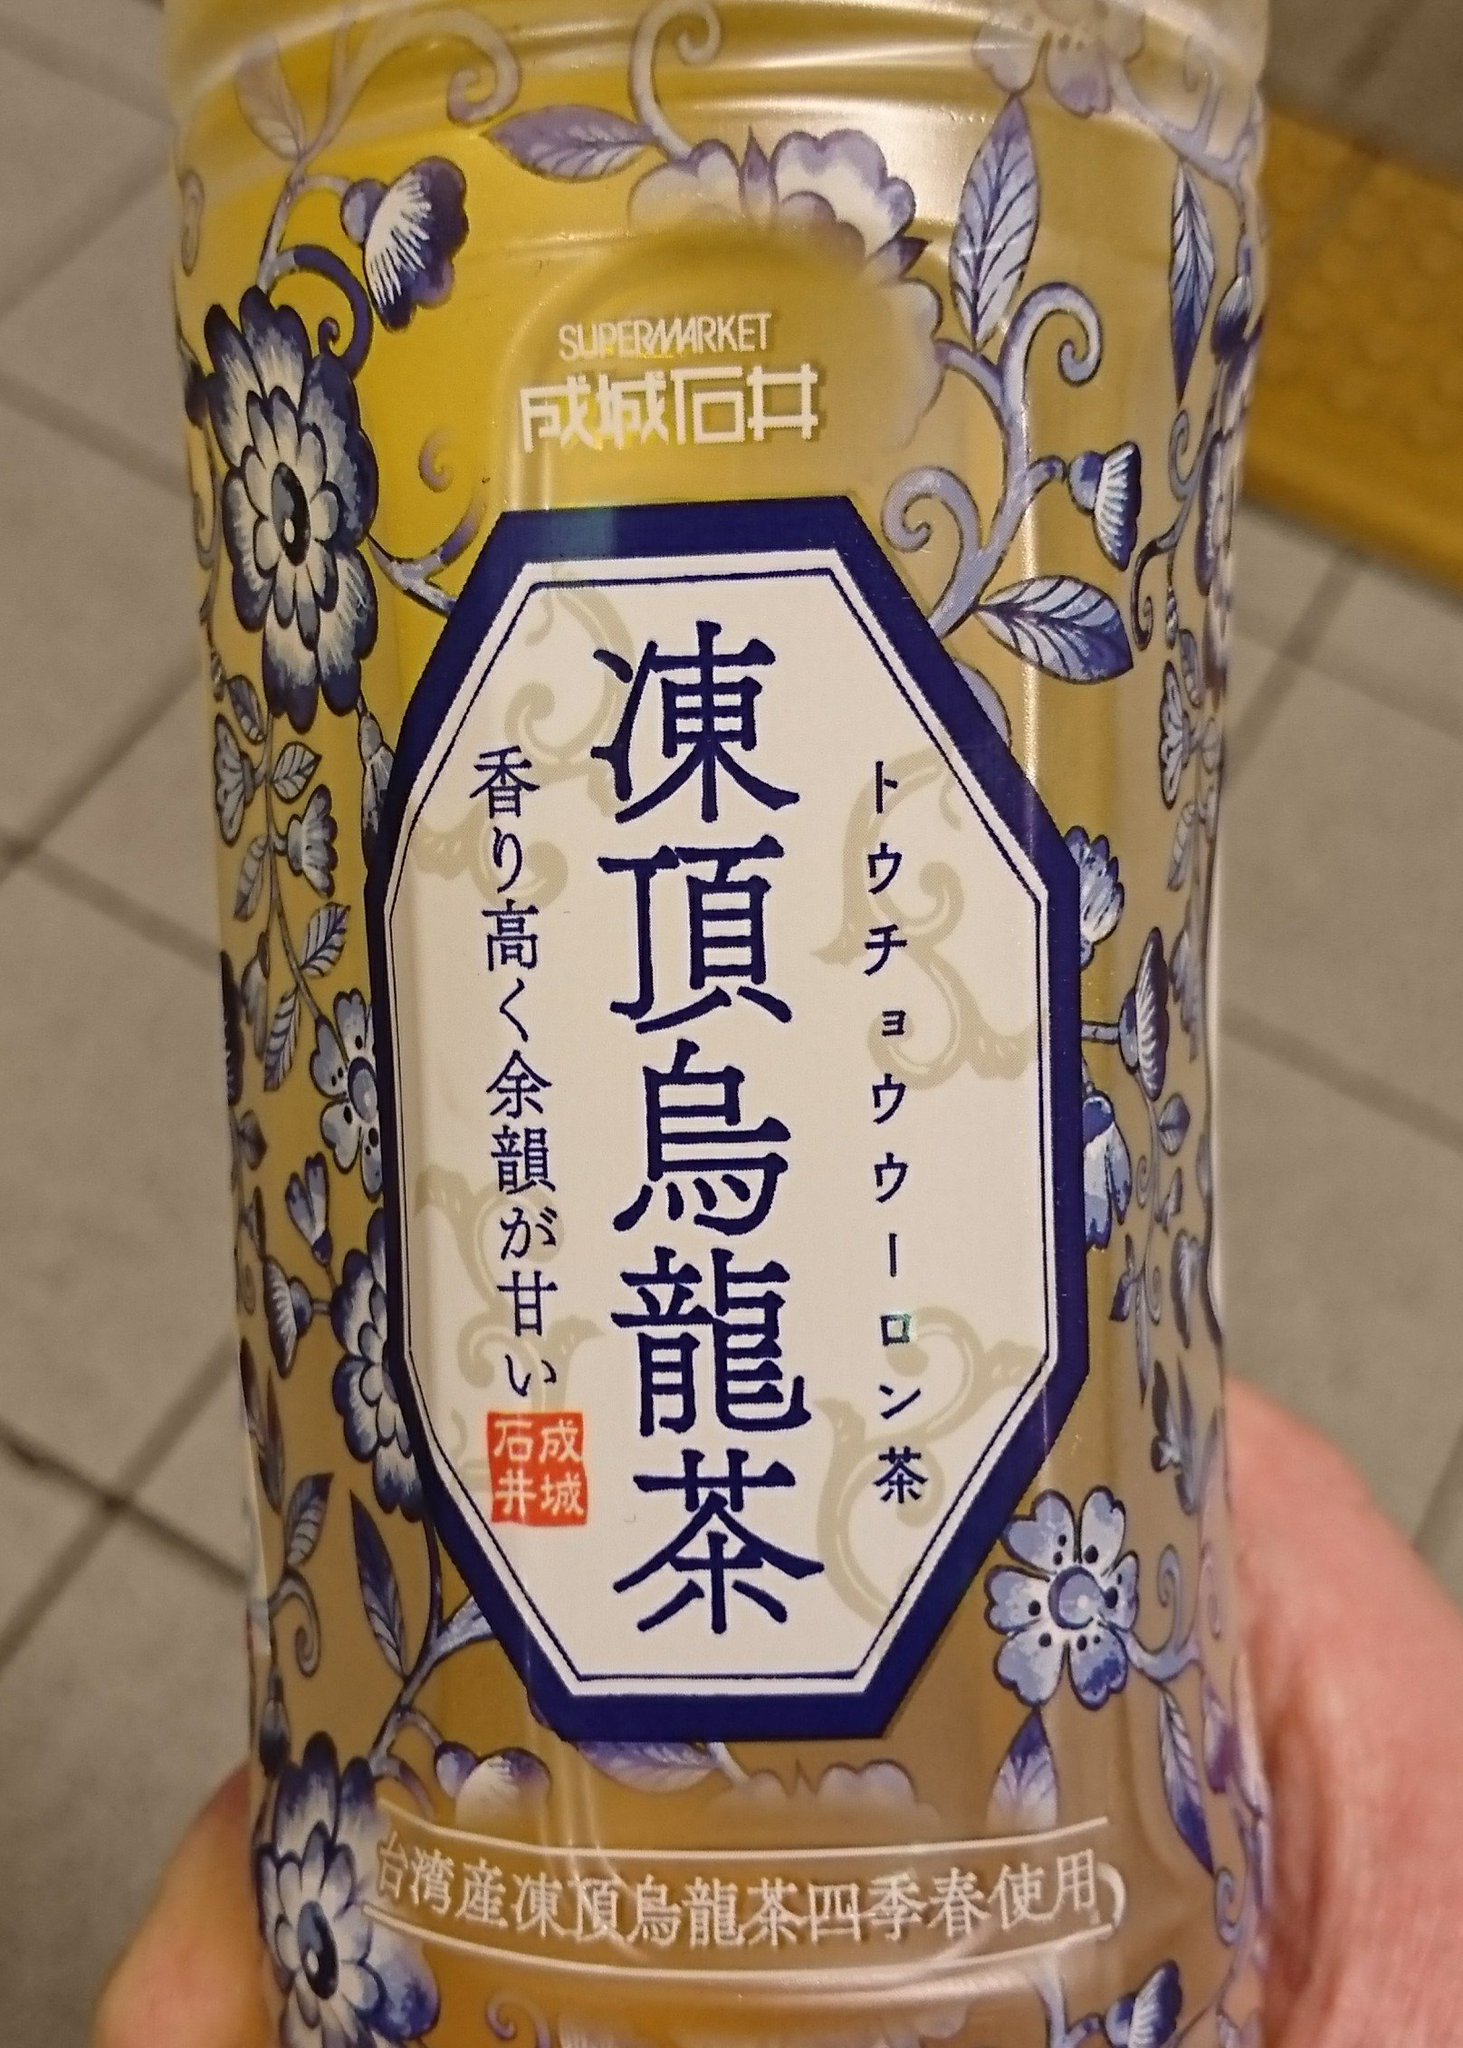 SUPERMARKET
成城石井
トウチョウウーロン茶
凍頂烏龍茶
香り高く余韻が甘い
成城
石井
台湾産凍頂烏龍茶四季春使用